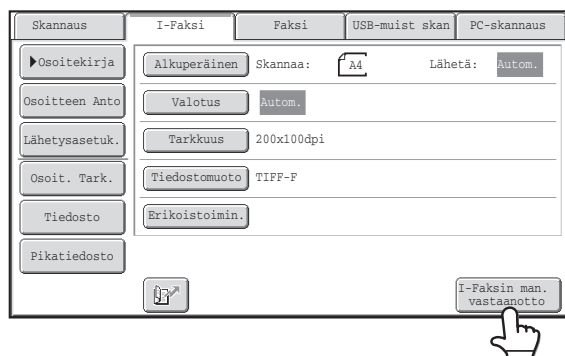 Skannaus I-Faksi Faksi USB-muist skan PC-skannaus
Osoitekirja Alkuperäinen Skannaa: A4 Lähetä: Autom.
Osoitteen Anto Valotus Autom.
Lähetysasetuk. Tarkkuus 200x100dpi
Osoit. Tark. Tiedostomuoto TIFF-F
Tiedosto Erikoistoimin.
Pikatiedosto
I-Faksin man.
vastaanotto